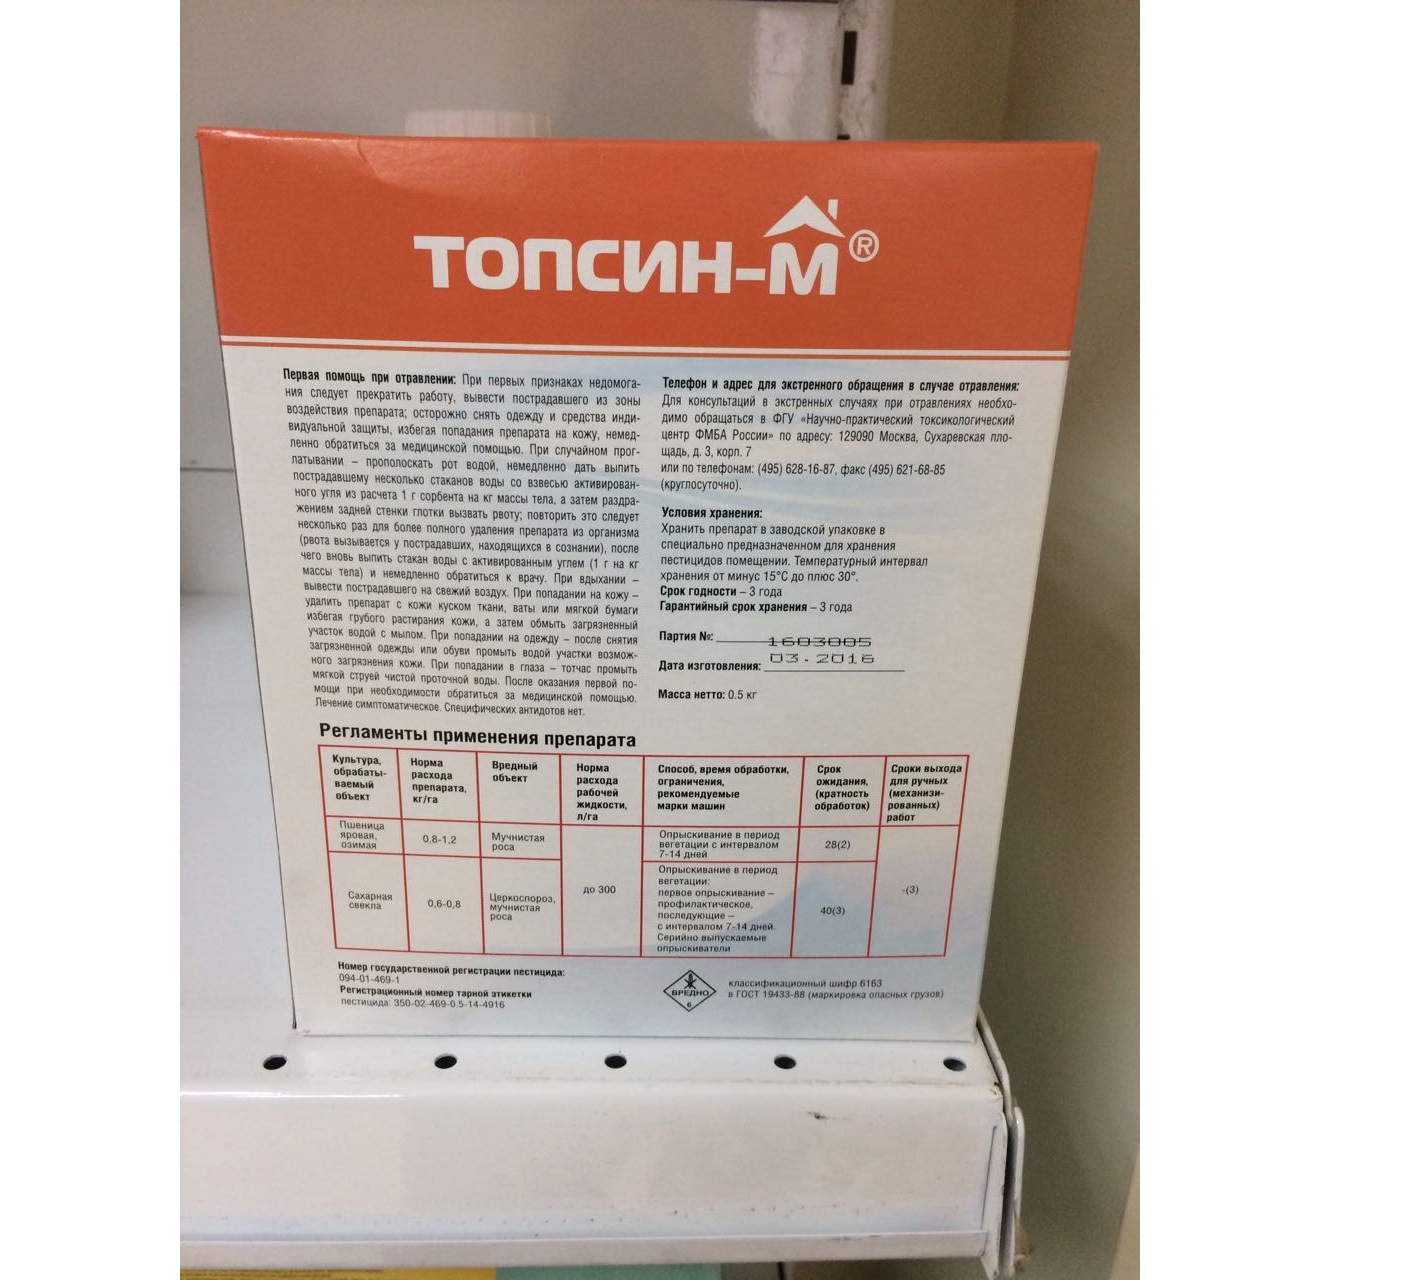 ТОПСИН-М®
Первая помощь при отравлении: При первых признаках недомога-
ния следует прекратить работу, вывести пострадавшего из зоны
воздействия препарата; осторожно снять одежду и средства инди-
видуальной защиты, избегая попадания препарата на кожу, немед-
ленно обратиться за медицинской помощью. При случайном прог-
латывании – прополоскать рот водой, немедленно дать выпить
пострадавшему несколько стаканов воды со взвесью активирован-
ного угля из расчета 1 г сорбента на кг массы тела, а затем раздра-
жением задней стенки глотки вызвать рвоту; повторить это следует
несколько раз для более полного удаления препарата из организма
(рвота вызывается у пострадавших, находящихся в сознании), после
чего вновь выпить стакан воды с активированным углем (1 г на кг
массы тела) и немедленно обратиться к врачу. При вдыхании –
вывести пострадавшего на свежий воздух. При попадании на кожу –
удалить препарат с кожи куском ткани, ваты или мягкой бумаги
избегая грубого растирания кожи, а затем обмыть загрязненный
участок водой с мылом. При попадании на одежду – после снятия
загрязненной одежды или обуви промыть водой участки возмож-
ного загрязнения кожи. При попадании в глаза – тотчас промыть
мягкой струей чистой проточной воды. После оказания первой по-
мощи при необходимости обратиться за медицинской помощью.
Лечение симптоматическое. Специфических антидотов нет.
Телефон и адрес для экстренного обращения в случае отравления:
Для консультаций в экстренных случаях при отравлениях необхо-
димо обращаться в ФГУ «Научно-практический токсикологический
центр ФМБА России» по адресу: 129090 Москва, Сухаревская пло-
щадь, д. 3, корп. 7
или по телефонам: (495) 628-16-87, факс (495) 621-68-85
(круглосуточно).
Условия хранения:
Хранить препарат в заводской упаковке в
специально предназначенном для хранения
пестицидов помещении. Температурный интервал
хранения от минус 15°С до плюс 30°.
Срок годности – 3 года
Гарантийный срок хранения – 3 года
Партия №: 1603005
Дата изготовления: 03.2016
Масса нетто: 0.5 кг
Регламенты применения препарата
Культура,
обрабаты-
ваемый
объект
Норма
расхода
препарата,
кг/га
Вредный
объект
Норма
расхода
рабочей
жидкости,
л/га
Способ, время обработки,
ограничения,
рекомендуемые
марки машин
Срок
ожидания,
(кратность
обработок)
Сроки выхода
для ручных
(механизи-
рованных)
работ
Пшеница
яровая,
озимая
0,8-1,2
Мучнистая
роса
до 300
Опрыскивание в период
вегетации с интервалом
7-14 дней
28(2)
-(3)
Сахарная
свекла
0,6-0,8
Церкоспороз,
мучнистая
роса
Опрыскивание в период
вегетации:
первое опрыскивание –
профилактическое,
последующие –
с интервалом 7-14 дней.
Серийно выпускаемые
опрыскиватели
40(3)
Номер государственной регистрации пестицида:
094-01-469-1
Регистрационный номер тарной этикетки
пестицида: 350-02-469-0.5-14-4916
ВРЕДНО
6
классификационный шифр 6163
в ГОСТ 19433-88 (маркировка опасных грузов)